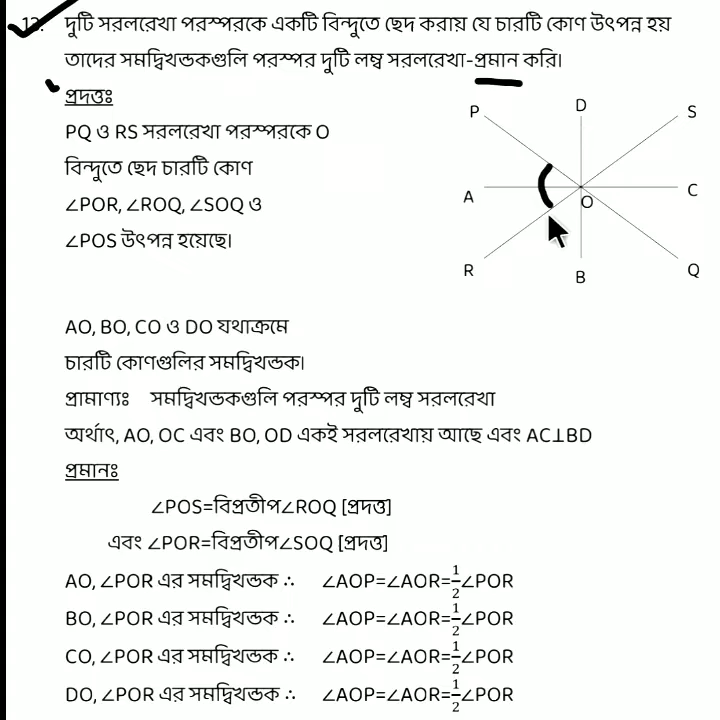 13. দুটি সরলরেখা পরস্পরকে একটি বিন্দুতে ছেদ করায় যে চারটি কোণ উৎপন্ন হয়
তাদের সমদ্বিখন্ডকগুলি পরস্পর দুটি লম্ব সরলরেখা-প্রমান করি।
প্রদত্তঃ
PQ ও RS সরলরেখা পরস্পরকে O
বিন্দুতে ছেদ চারটি কোণ
∠POR, ∠ROQ, ∠SOQ ও
∠POS উৎপন্ন হয়েছে।
P D S
A O C
R B Q
AO, BO, CO ও DO যথাক্রমে
চারটি কোণগুলির সমদ্বিখন্ডক।
প্রামাণ্যঃ সমদ্বিখন্ডকগুলি পরস্পর দুটি লম্ব সরলরেখা
অর্থাৎ, AO, OC এবং BO, OD একই সরলরেখায় আছে এবং AC⊥BD
প্রমানঃ
∠POS=বিপ্রতীপ∠ROQ [প্রদত্ত]
এবং ∠POR=বিপ্রতীপ∠SOQ [প্রদত্ত]
AO, ∠POR এর সমদ্বিখন্ডক ∴ ∠AOP=∠AOR=½∠POR
BO, ∠POR এর সমদ্বিখন্ডক ∴ ∠AOP=∠AOR=½∠POR
CO, ∠POR এর সমদ্বিখন্ডক ∴ ∠AOP=∠AOR=½∠POR
DO, ∠POR এর সমদ্বিখন্ডক ∴ ∠AOP=∠AOR=½∠POR